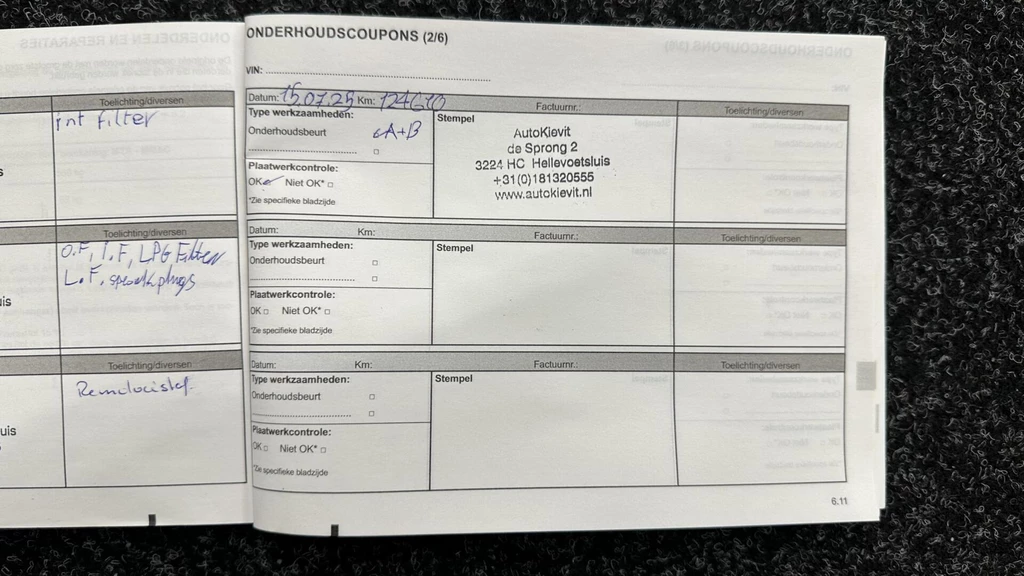 Toelichting/diversen
int filter
Toelichting/diversen
O.F, I.F, LPG Filter
L.F, spark plugs
uis
Toelichting/diversen
Remvloeistof
uis
ONDERHOUDSCOUPONS (2/6)
VIN:
Datum: 15.07.25 Km: 124610 Factuurnr.: Toelichting/diversen
Type werkzaamheden:
Onderhoudsbeurt A+B
Plaatwerkcontrole:
OK Niet OK*
*Zie specifieke bladzijde
Stempel
AutoKievit
de Sprong 2
3224 HC Hellevoetsluis
+31(0)181320555
www.autokievit.nl
Datum: Km: Factuurnr.: Toelichting/diversen
Type werkzaamheden:
Onderhoudsbeurt
Plaatwerkcontrole:
OK Niet OK*
*Zie specifieke bladzijde
Stempel
Datum: Km: Factuurnr.: Toelichting/diversen
Type werkzaamheden:
Onderhoudsbeurt
Plaatwerkcontrole:
OK Niet OK*
*Zie specifieke bladzijde
Stempel
6.11